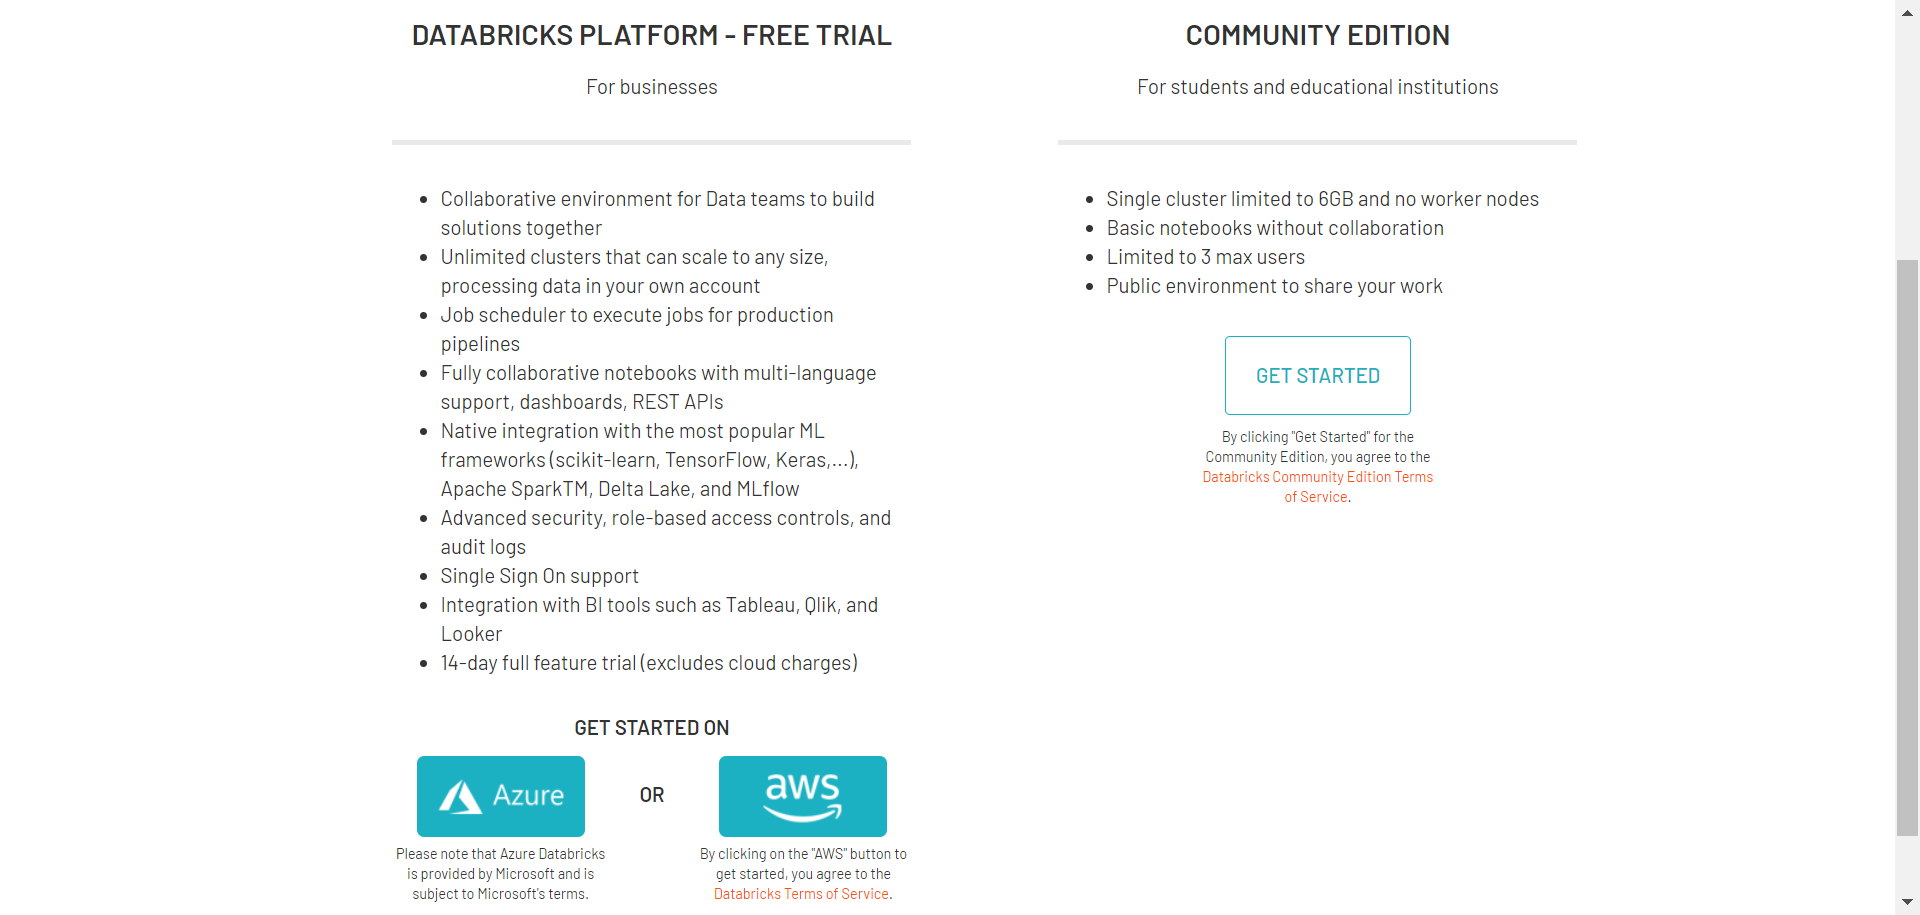 DATABRICKS PLATFORM - FREE TRIAL
For businesses
• Collaborative environment for Data teams to build
solutions together
• Unlimited clusters that can scale to any size,
processing data in your own account
• Job scheduler to execute jobs for production
pipelines
• Fully collaborative notebooks with multi-language
support, dashboards, REST APIs
• Native integration with the most popular ML
frameworks (scikit-learn, TensorFlow, Keras,...),
Apache SparkTM, Delta Lake, and MLflow
• Advanced security, role-based access controls, and
audit logs
• Single Sign On support
• Integration with BI tools such as Tableau, Qlik, and
Looker
• 14-day full feature trial (excludes cloud charges)
GET STARTED ON
Azure
OR
aws
Please note that Azure Databricks
is provided by Microsoft and is
subject to Microsoft's terms.
By clicking on the "AWS" button to
get started, you agree to the
Databricks Terms of Service.
COMMUNITY EDITION
For students and educational institutions
• Single cluster limited to 6GB and no worker nodes
• Basic notebooks without collaboration
• Limited to 3 max users
• Public environment to share your work
GET STARTED
By clicking "Get Started" for the
Community Edition, you agree to the
Databricks Community Edition Terms
of Service.